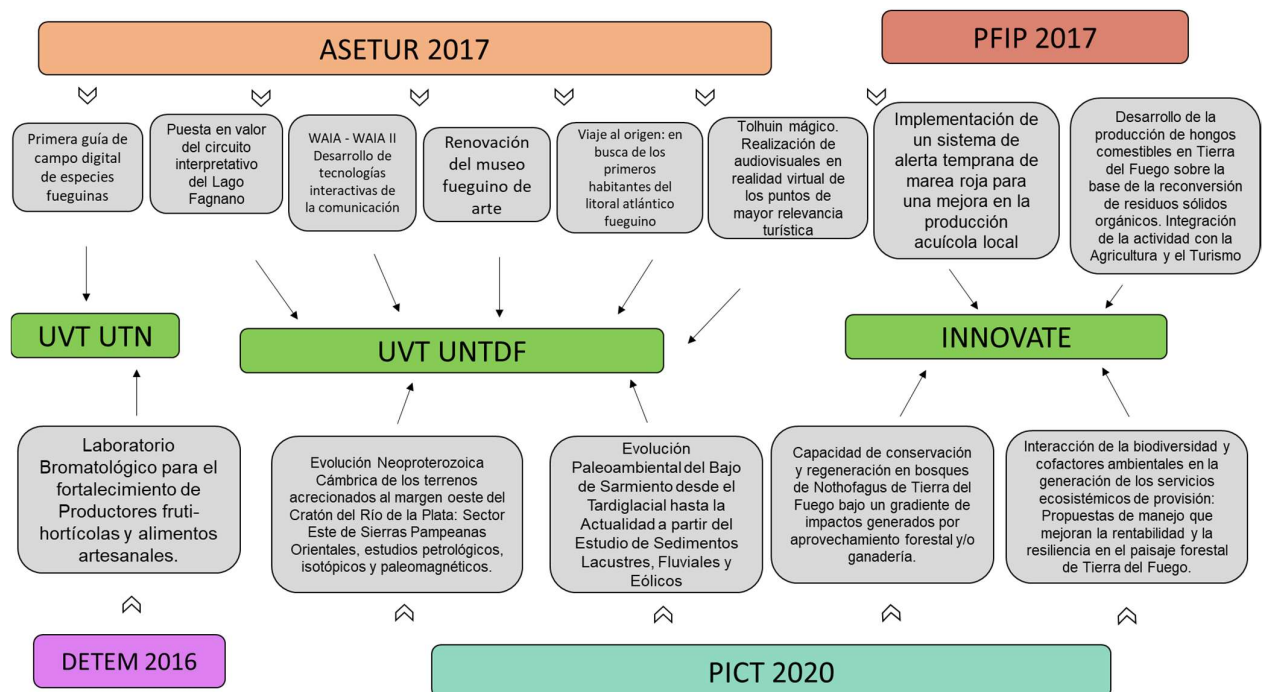 ASETUR 2017
PFIP 2017
Primera guía de
campo digital
de especies
fueguinas
Puesta en valor
del circuito
interpretativo
del Lago
Fagnano
WAIA - WAIA II
Desarrollo de
tecnologías
interactivas de
la comunicación
Renovación
del museo
fueguino de
arte
Viaje al origen: en
busca de los
primeros
habitantes del
litoral atlántico
fueguino
Tolhuin mágico.
Realización de
audiovisuales en
realidad virtual de
los puntos de
mayor relevancia
turística
Implementación de
un sistema de
alerta temprana de
marea roja para
una mejora en la
producción
acuícola local
Desarrollo de la
producción de hongos
comestibles en Tierra
del Fuego sobre la
base de la reconversión
de residuos sólidos
orgánicos. Integración
de la actividad con la
Agricultura y el Turismo
UVT UTN
UVT UNTDF
INNOVATE
Laboratorio
Bromatológico para el
fortalecimiento de
Productores fruti-
hortícolas y alimentos
artesanales.
Evolución Neoproterozoica
Cámbrica de los terrenos
acrecionados al margen oeste del
Cratón del Río de la Plata: Sector
Este de Sierras Pampeanas
Orientales, estudios petrológicos,
isotópicos y paleomagnéticos.
Evolución
Paleoambiental del Bajo
de Sarmiento desde el
Tardiglacial hasta la
Actualidad a partir del
Estudio de Sedimentos
Lacustres, Fluviales y
Eólicos
Capacidad de conservación
y regeneración en bosques
de Nothofagus de Tierra del
Fuego bajo un gradiente de
impactos generados por
aprovechamiento forestal y/o
ganadería.
Interacción de la biodiversidad y
cofactores ambientales en la
generación de los servicios
ecosistémicos de provisión:
Propuestas de manejo que
mejoran la rentabilidad y la
resiliencia en el paisaje forestal
de Tierra del Fuego.
DETEM 2016
PICT 2020